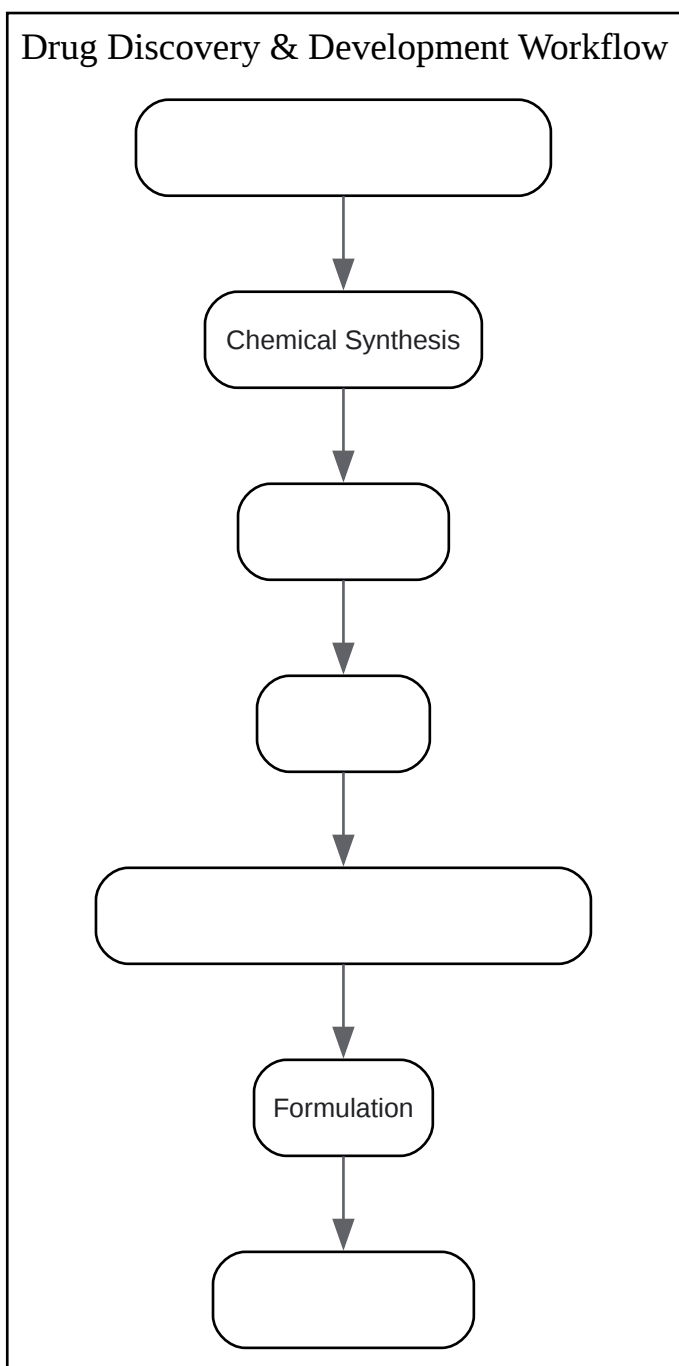 Drug Discovery & Development Workflow
Chemical Synthesis
Formulation